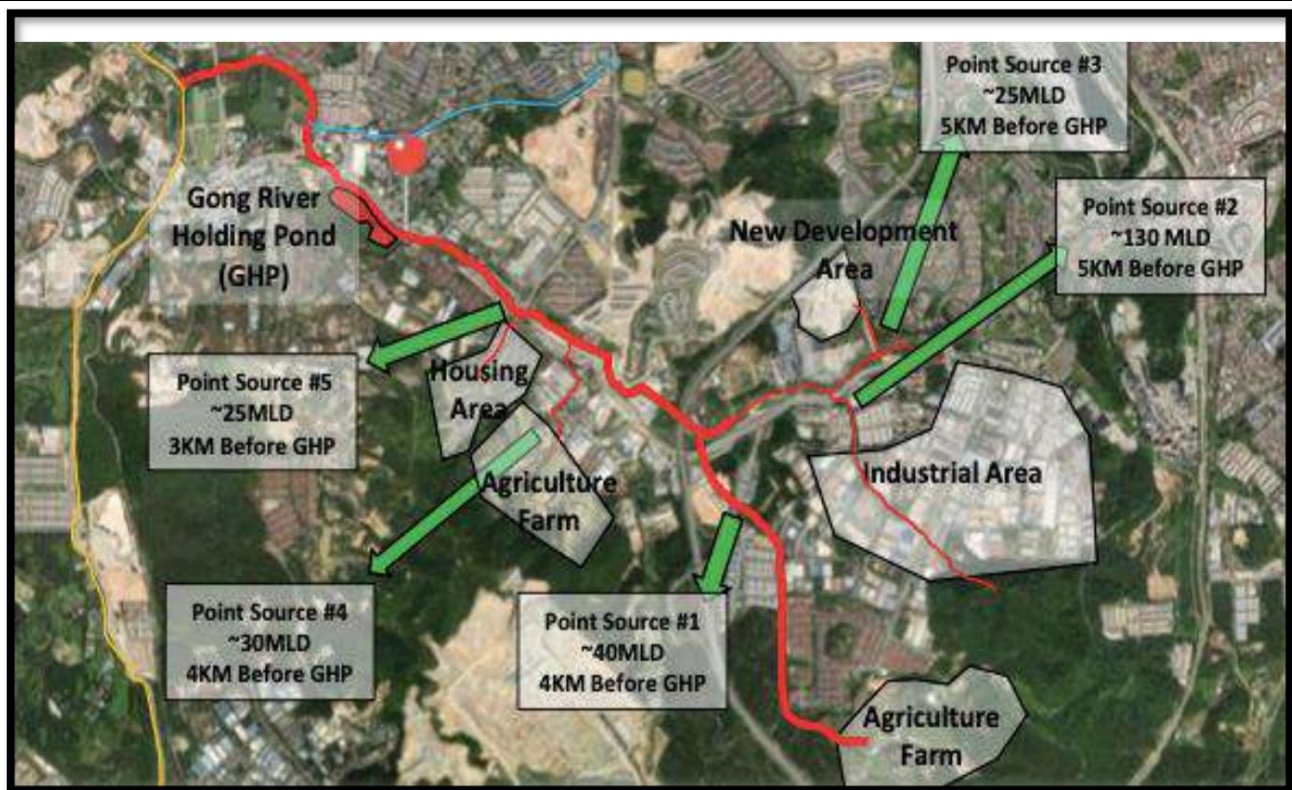 Point Source #3
~25MLD
5KM Before GHP
Gong River
Holding Pond
(GHP)
Point Source #2
~130 MLD
5KM Before GHP
New Development
Area
Point Source #5
~25MLD
3KM Before GHP
Housing
Area
Industrial Area
Agriculture
Farm
Point Source #4
~30MLD
4KM Before GHP
Point Source #1
~40MLD
4KM Before GHP
Agriculture
Farm